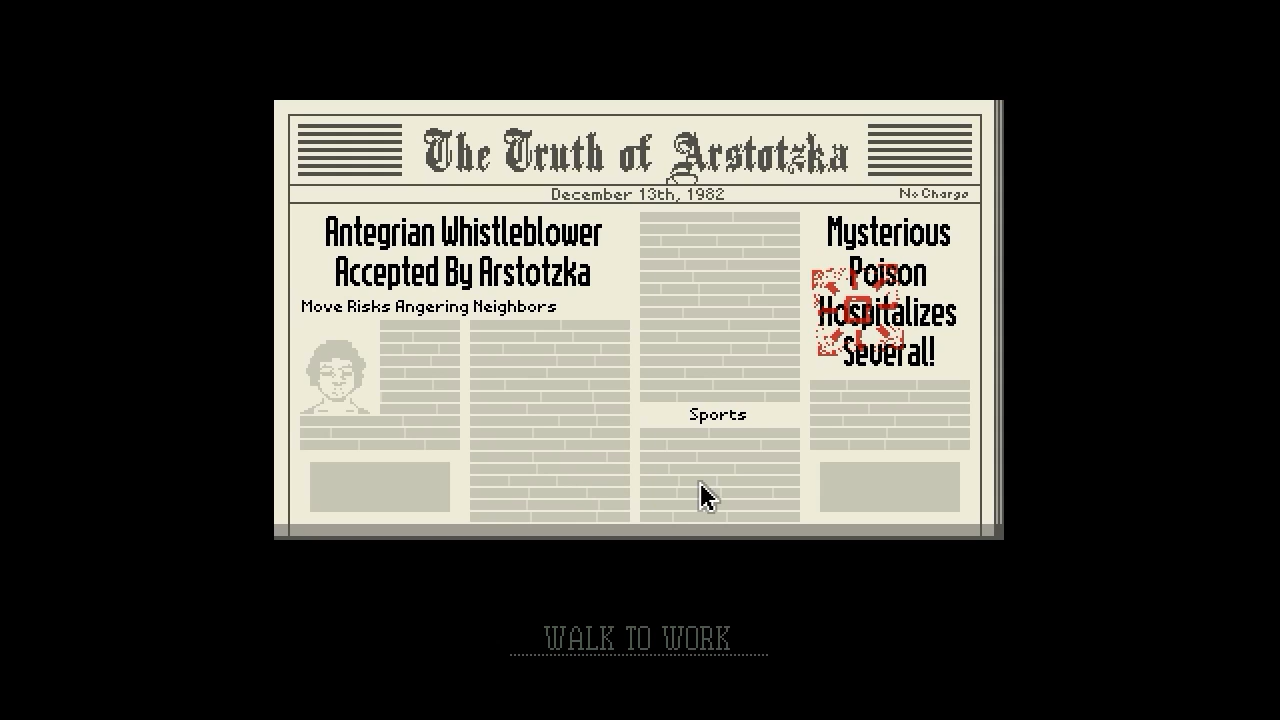 The Truth of Arstotzka
December 13th, 1982
No Charge
Antegrian Whistleblower
Accepted By Arstotzka
Move Risks Angering Neighbors
Sports
Mysterious
Poison
Hospitalizes
Several!
WALK TO WORK